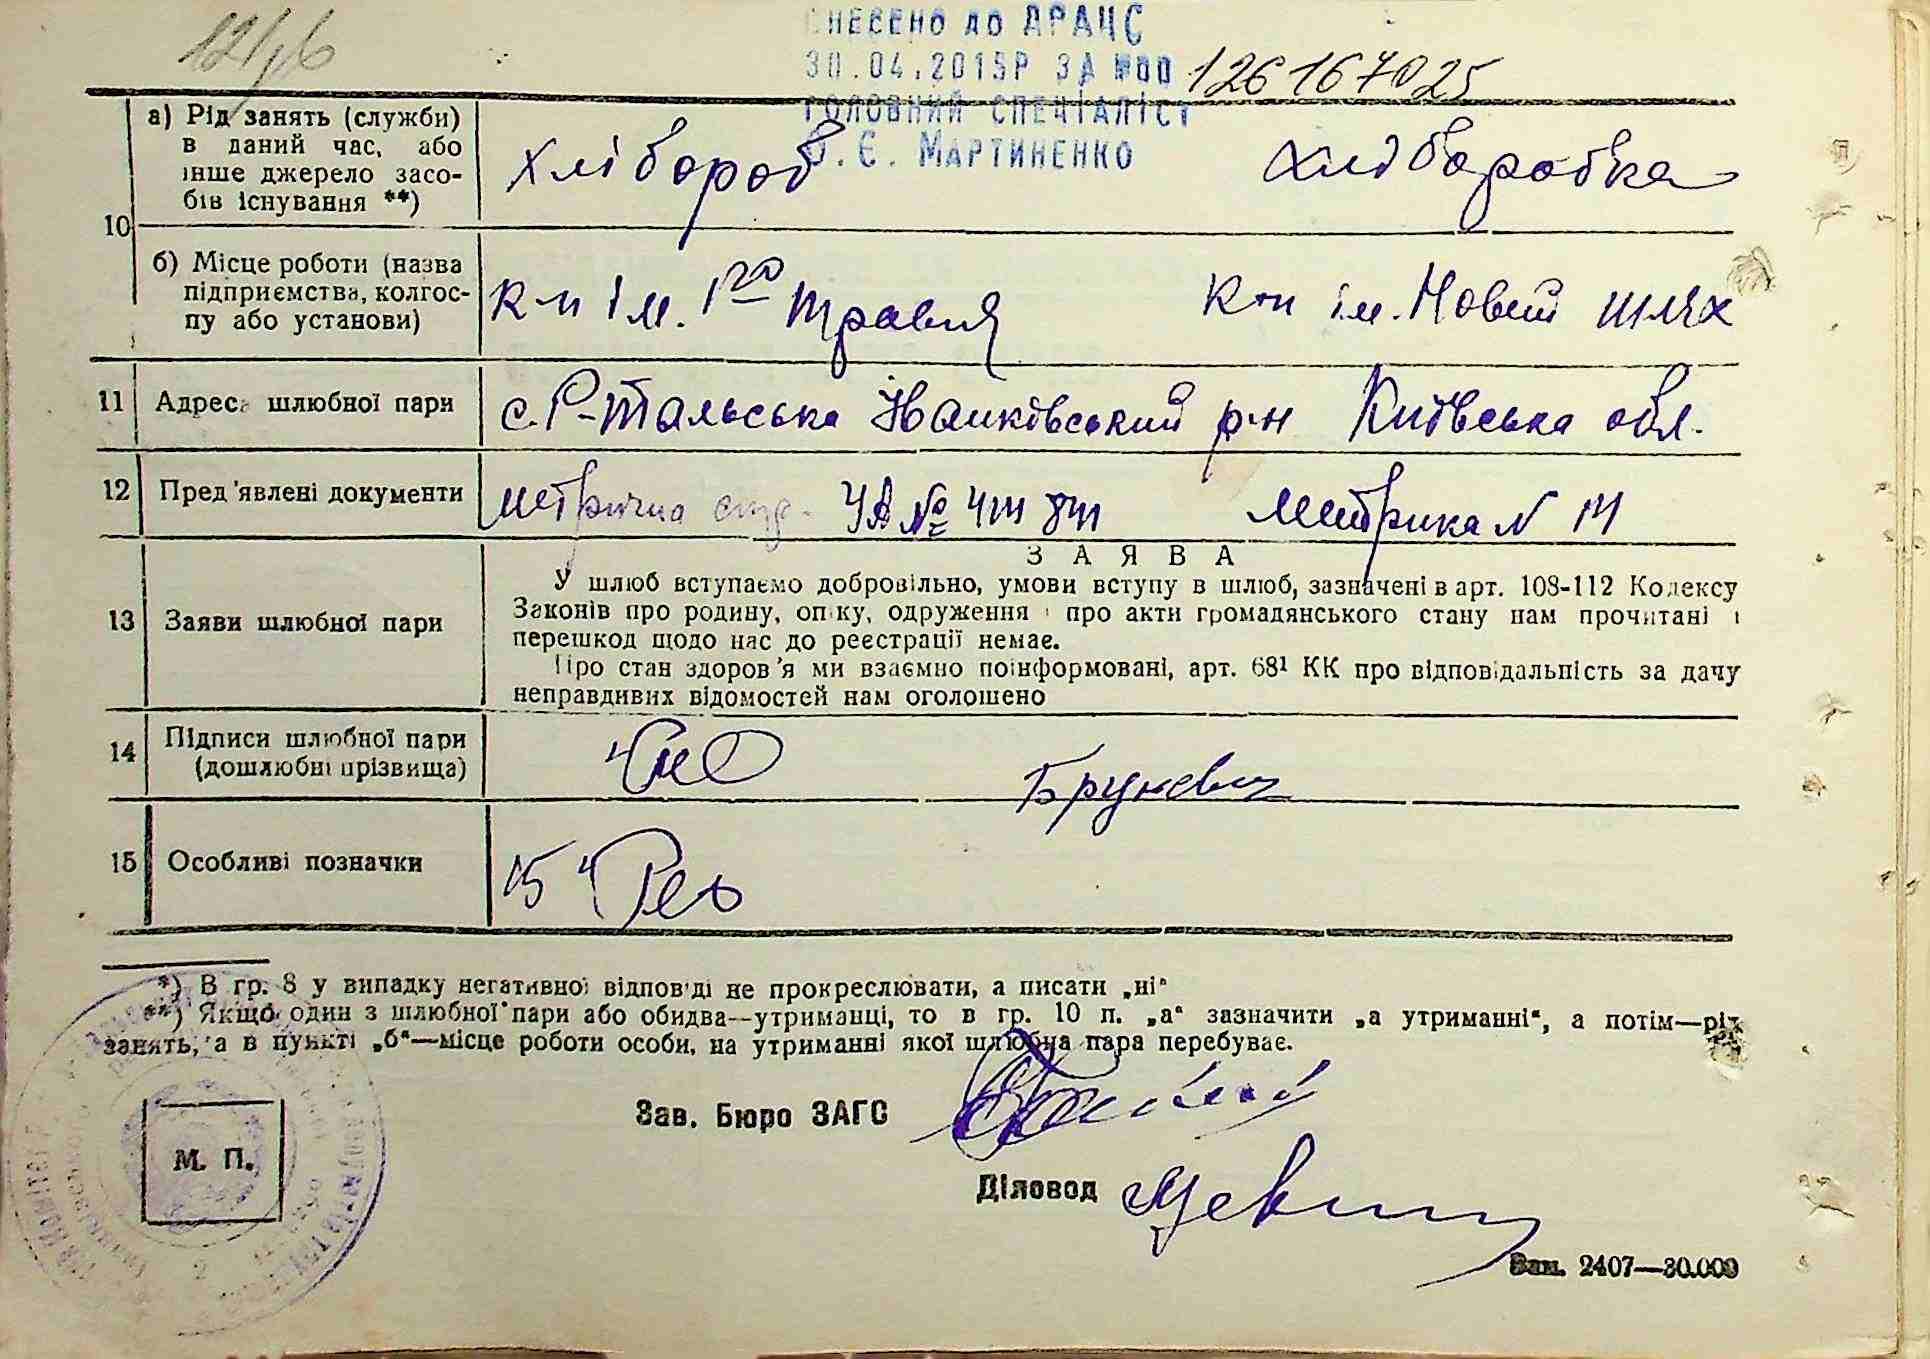 ВНЕСЕНО ДО ДРАЦС
30.04.2015Р ЗА №00 126167025
ГОЛОВНИЙ СПЕЦІАЛІСТ
Є. МАРТИНЕНКО
10
а) Рід занять (служби) в даний час, або інше джерело засобів існування **)
хлібороб хліборобка
б) Місце роботи (назва підприємства, колгоспу або установи)
к-п ім. 1го травня к-п ім. Новий шлях
11 Адреса шлюбної пари с. Р-Тальська Іванківський р-н Київська обл.
12 Пред'явлені документи метрична Метрика №
ЗАЯВА
13 Заяви шлюбної пари
У шлюб вступаємо добровільно, умови вступу в шлюб, зазначені в арт. 108-112 Кодексу
Законів про родину, опіку, одруження і про акти громадянського стану нам прочитані і
перешкод щодо нас до реєстрації немає.
Про стан здоров'я ми взаємно поінформовані, арт. 68¹ КК про відповідальність за дачу
неправдивих відомостей нам оголошено
14 Підписи шлюбної пари
(дошлюбні прізвища)
15 Особливі позначки 15
*) В гр. 8 у випадку негативної відповіді не прокреслювати, а писати „ні“
**) Якщо один з шлюбної пари або обидва—утриманці, то в гр. 10 п. „а“ зазначити „а утриманні“, а потім—рід
занять, а в пункті „б“—місце роботи особи, на утриманні якої шлюбна пара перебуває.
Зав. Бюро ЗАГС
М. П.
Діловод
Зам. 2407—30.000